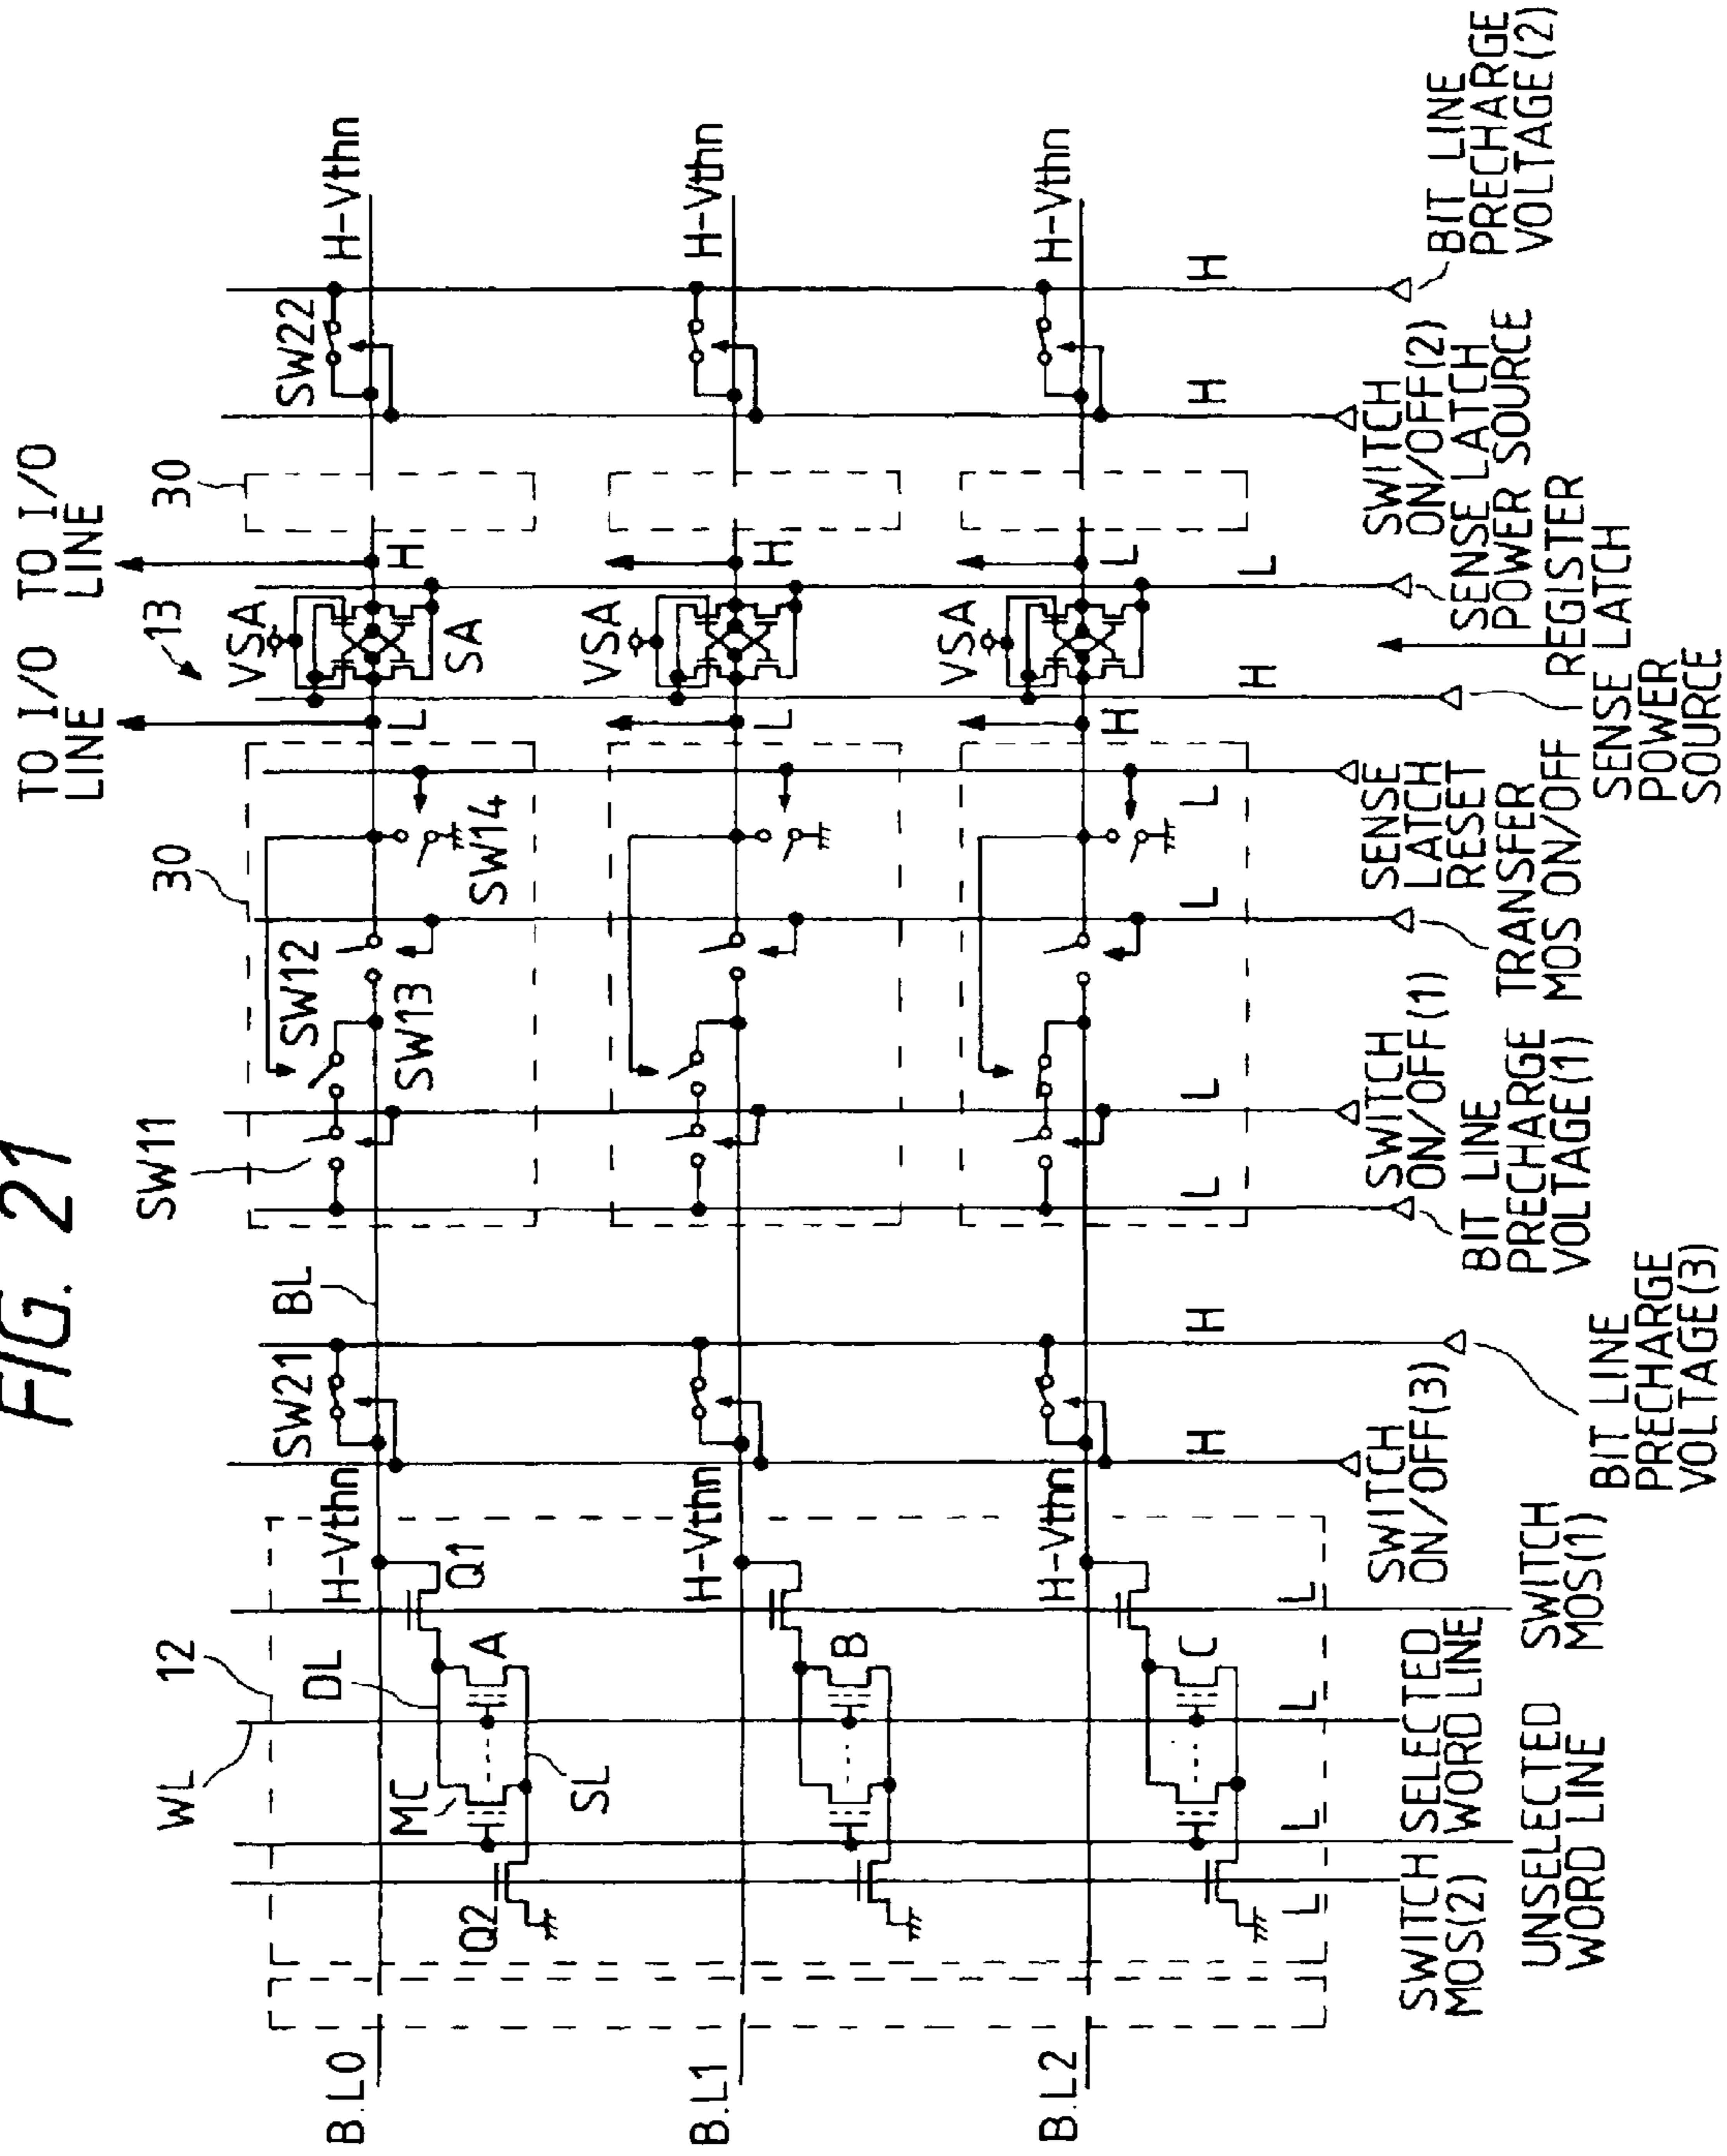 FIG. 21
TO I/O
LINE
TO I/O
LINE
13
30
30
SW11
12
WL
B.L0
Q2
MC
DL
SL
A
Q1
H-Vthn
SW21
BL
SW12
SW13
SW14
L
VSA
SA
H
SW22
H-Vthn
B.L1
B
H-Vthn
L
VSA
H
H-Vthn
B.L2
C
H-Vthn
H
VSA
L
H-Vthn
L
L
L
L
H
H
L
L
L
L
H
L
H
H
SWITCH
MOS(2)
UNSELECTED
WORD LINE
SELECTED
WORD LINE
SWITCH
MOS(1)
SWITCH
ON/OFF(3)
BIT LINE
PRECHARGE
VOLTAGE(3)
BIT LINE
PRECHARGE
VOLTAGE(1)
SWITCH
ON/OFF(1)
TRANSFER
MOS ON/OFF
SENSE
LATCH
RESET
SENSE LATCH
POWER
SOURCE
REGISTER
SENSE LATCH
POWER SOURCE
SWITCH
ON/OFF(2)
BIT LINE
PRECHARGE
VOLTAGE(2)